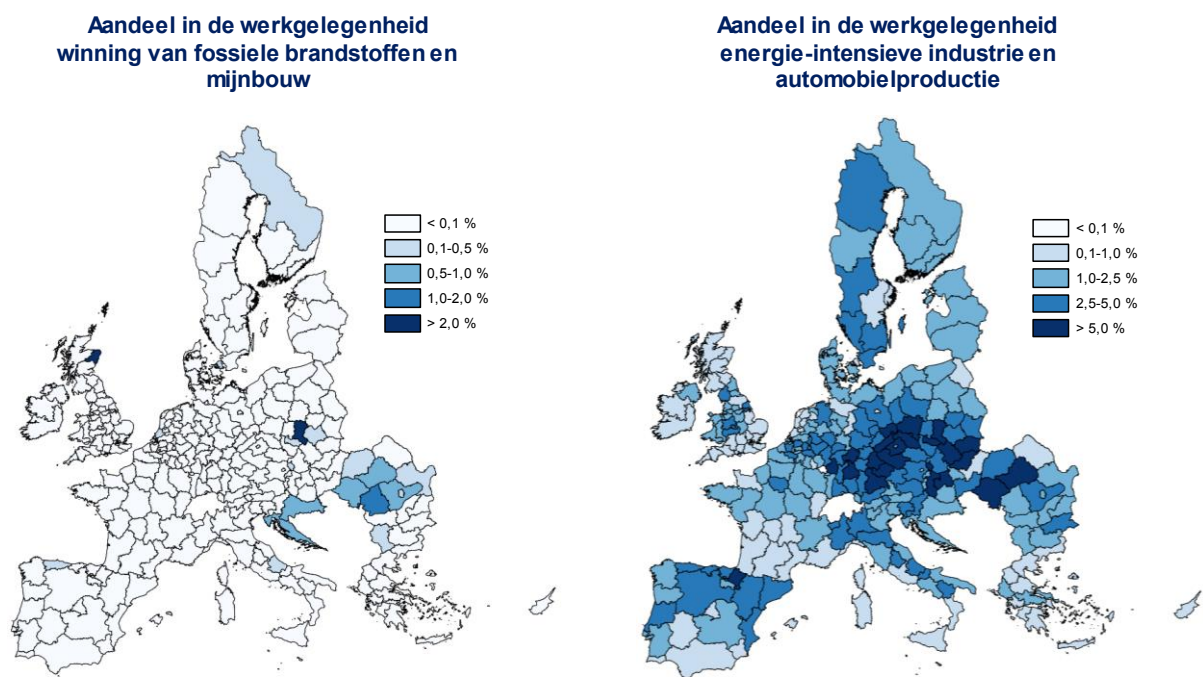 Aandeel in de werkgelegenheid
winning van fossiele brandstoffen en
mijnbouw
< 0,1 %
0,1-0,5 %
0,5-1,0 %
1,0-2,0 %
> 2,0 %
Aandeel in de werkgelegenheid
energie-intensieve industrie en
automobielproductie
< 0,1 %
0,1-1,0 %
1,0-2,5 %
2,5-5,0 %
> 5,0 %